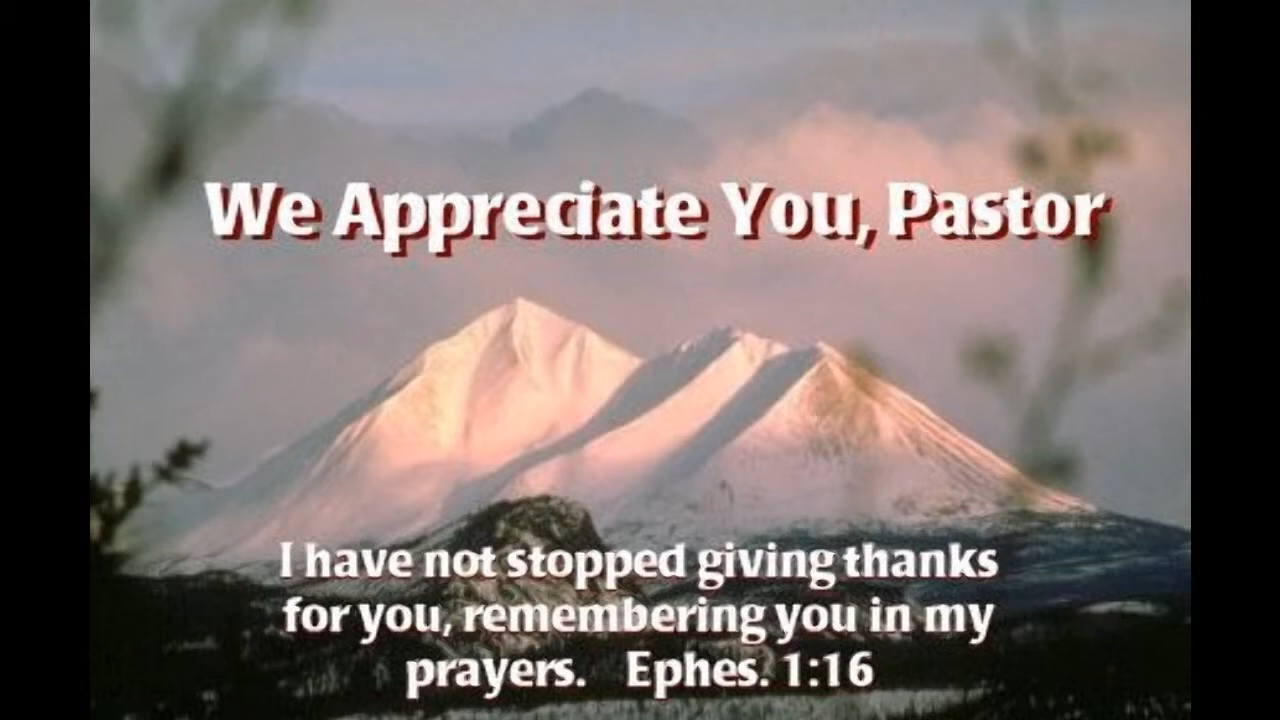 We Appreciate You, Pastor
I have not stopped giving thanks
for you, remembering you in my
prayers. Ephes. 1:16